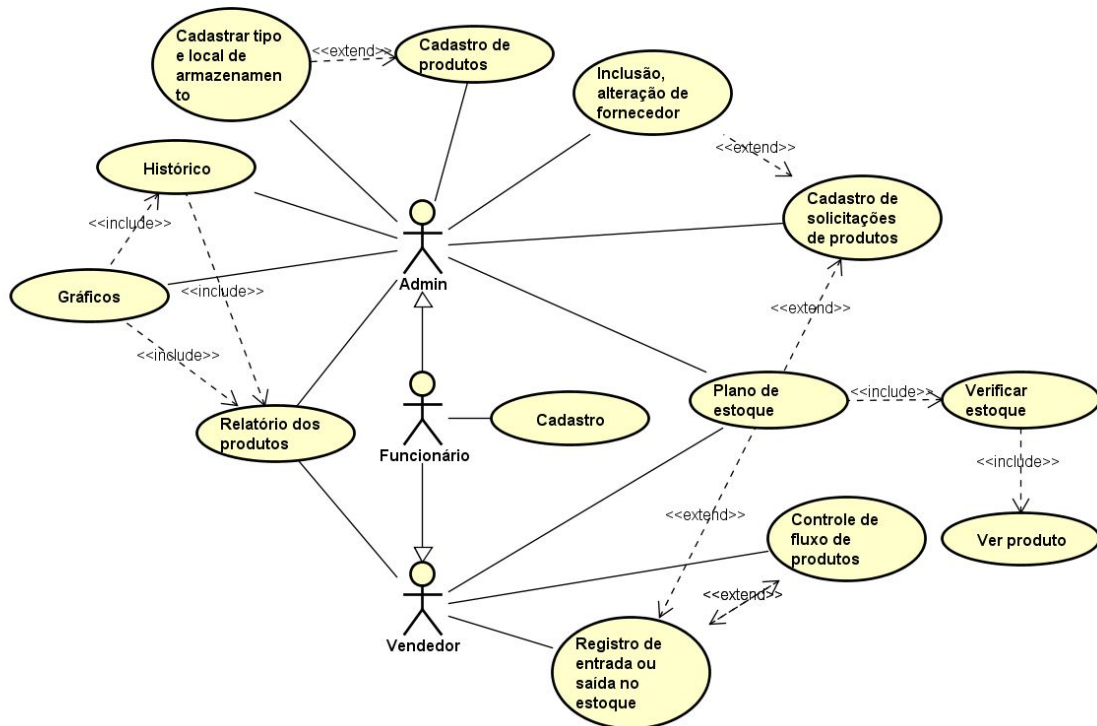 Cadastrar tipo
e local de
armazenamen
to
<<extend>>
Cadastro de
produtos
Inclusão,
alteração de
fornecedor
<<extend>>
Histórico
Cadastro de
solicitações
de produtos
<<include>>
Admin
Gráficos
<<include>>
<<extend>>
<<include>>
Relatório dos
produtos
Funcionário
Cadastro
Plano de
estoque
<<include>>
Verificar
estoque
<<include>>
<<extend>>
Controle de
fluxo de
produtos
Ver produto
<<extend>>
Vendedor
Registro de
entrada ou
saída no
estoque